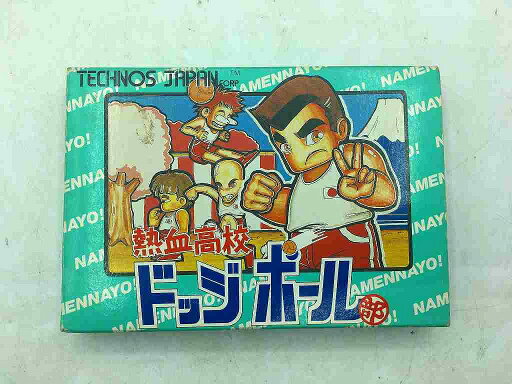 TECHNOS JAPAN CORP. ™
NAMENNAYO!
NAMENNAYO!
NAMENNAYO!
NAMENNAYO!
NAMENNAYO!
熱血高校
ドッジボール部